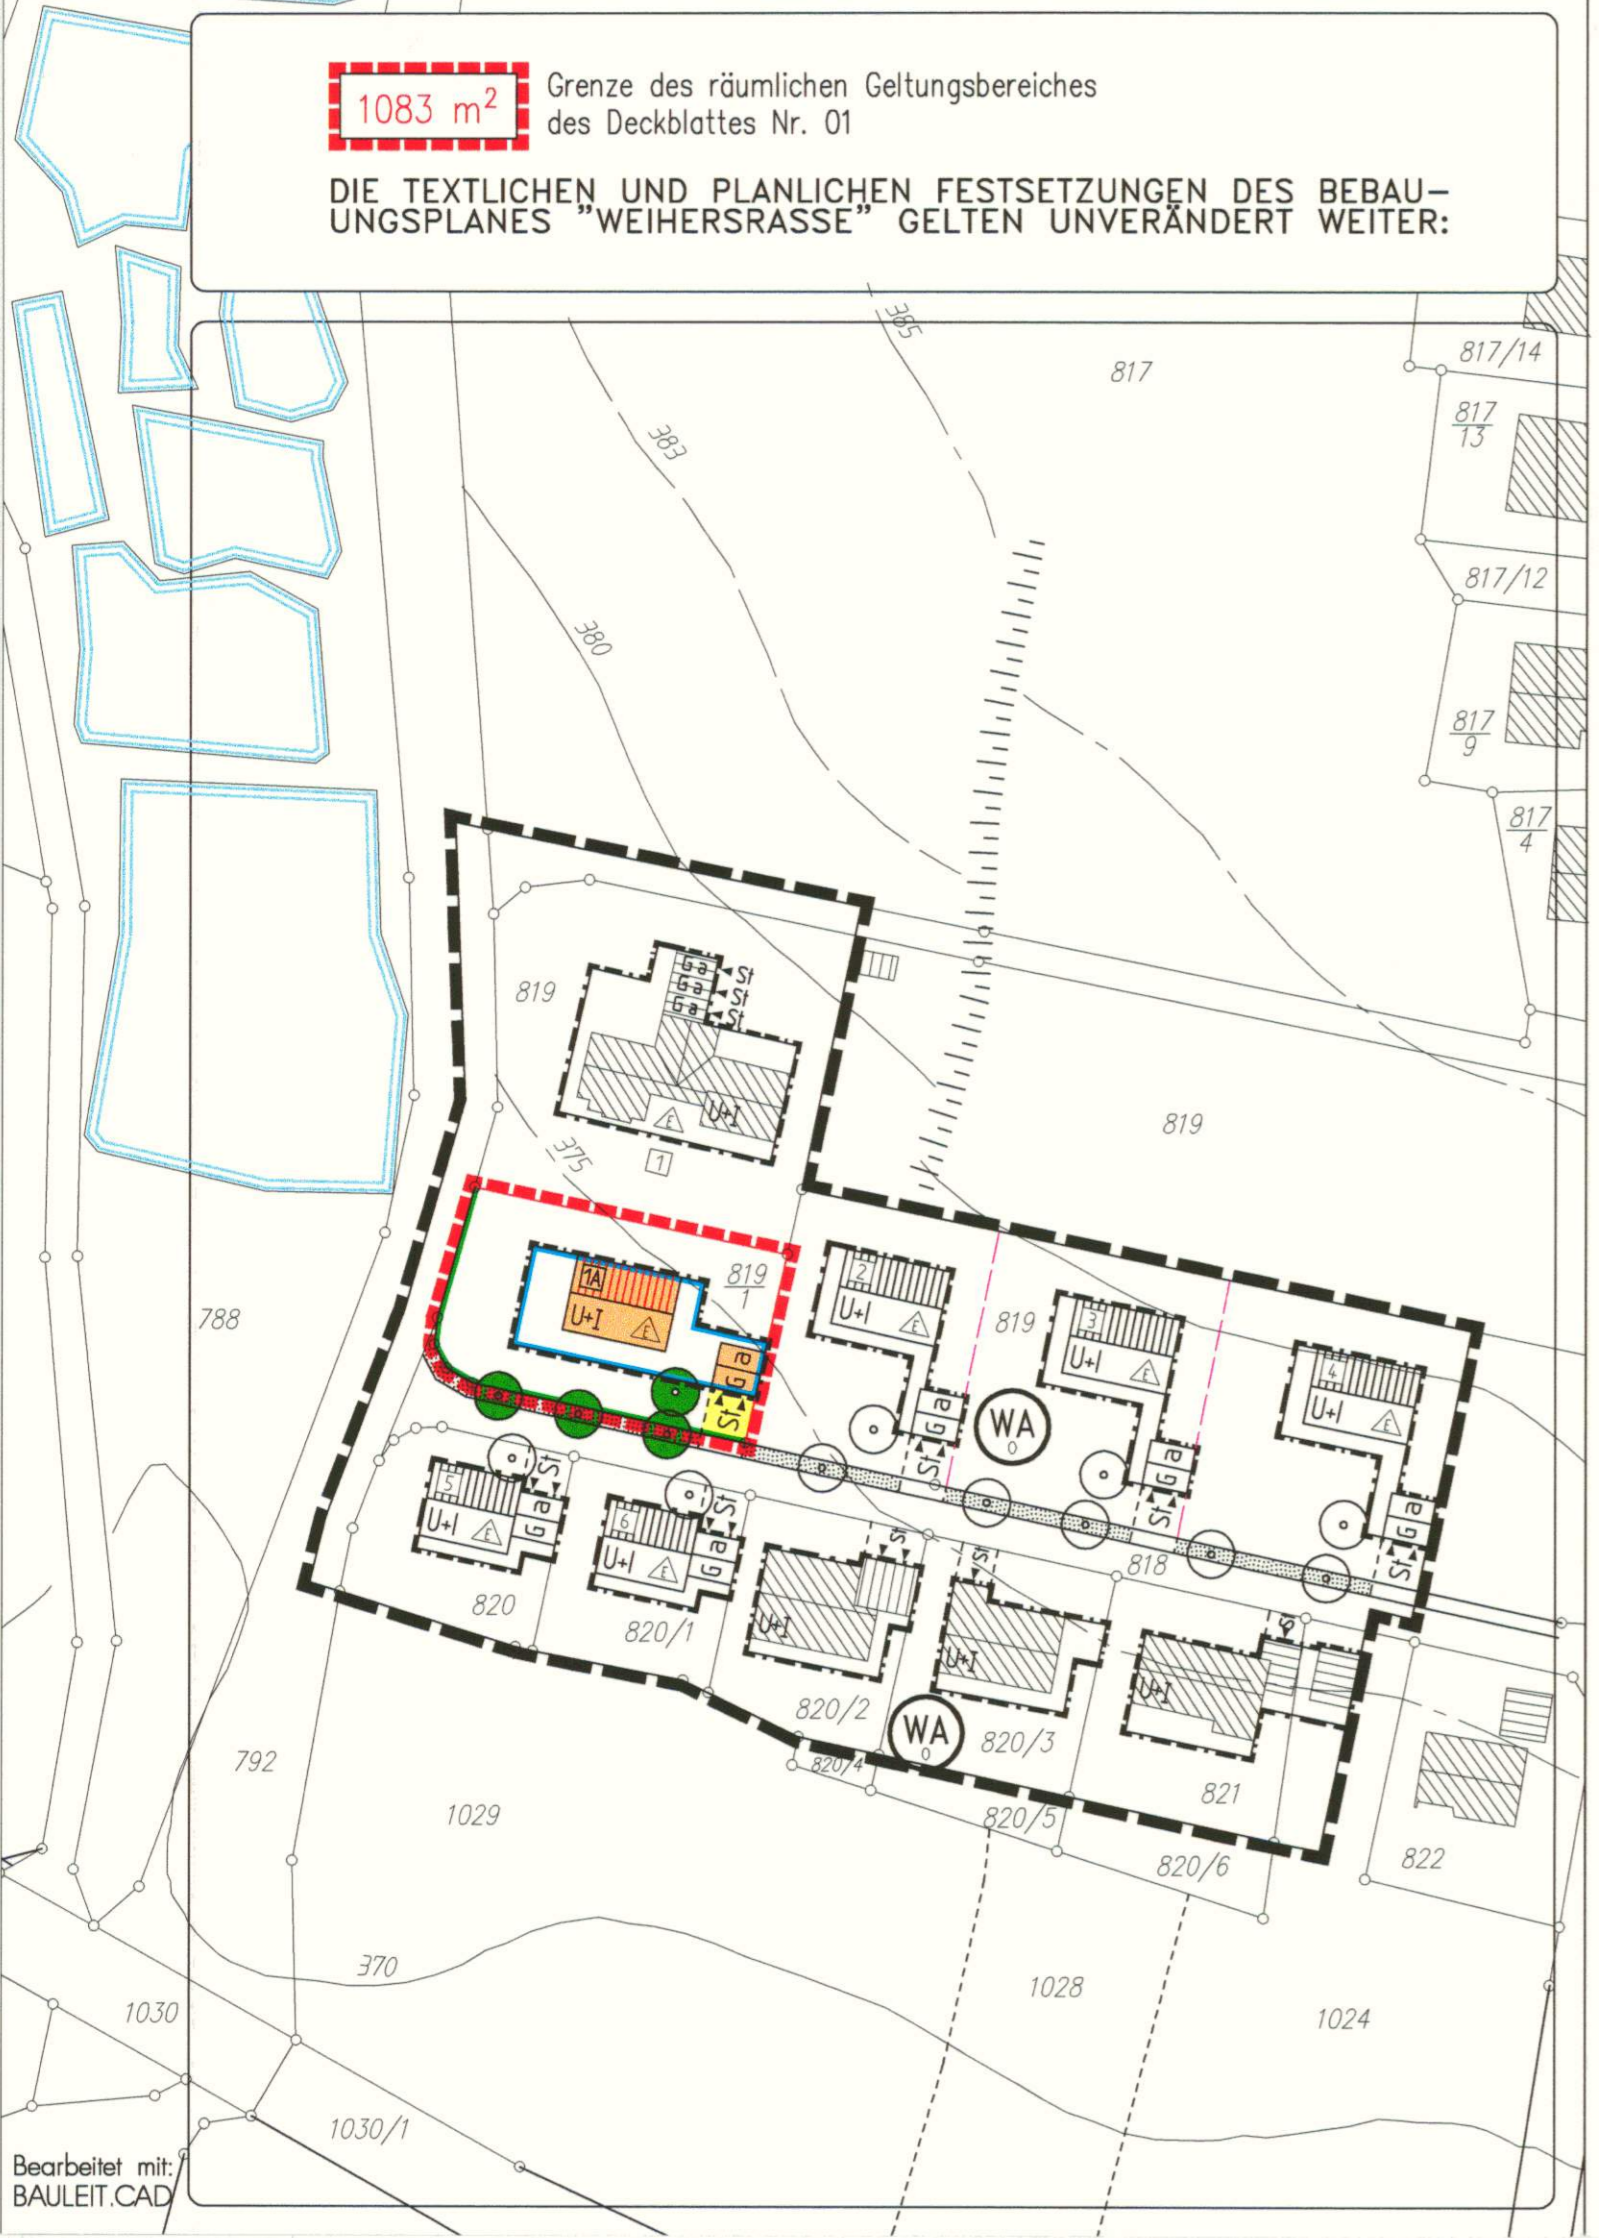 1083 m²
Grenze des räumlichen Geltungsbereiches
des Deckblattes Nr. 01
DIE TEXTLICHEN UND PLANLICHEN FESTSETZUNGEN DES BEBAU-
UNGSPLANES "WEIHERSRASSE" GELTEN UNVERÄNDERT WEITER:
385
817
817/14
817
13
383
817/12
380
817
9
817
4
819
Ga
St
Ga
St
Ga
St
U+I
E
1
375
819
819
1
1A
U+I
E
Ga
St
2
U+I
E
Ga
St
819
3
U+I
E
Ga
St
4
U+I
E
Ga
St
WA
o
788
5
U+I
E
Ga
St
6
U+I
E
Ga
St
St
St
818
St
U+I
U+I
U+I
820
820/1
820/2
820/3
WA
o
820/4
821
792
1029
820/5
820/6
822
370
1028
1024
1030
1030/1
Bearbeitet mit:
BAULEIT.CAD